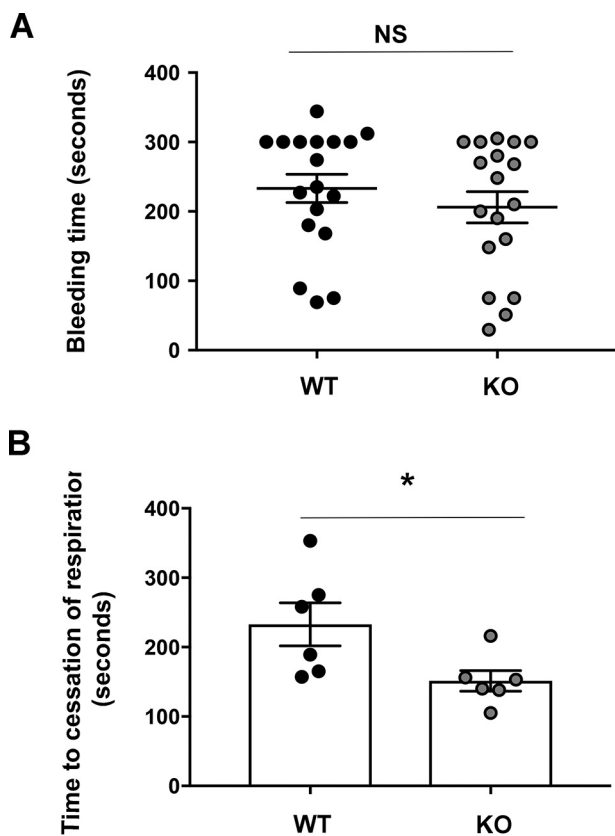 A
NS
Bleeding time (seconds)
400
300
200
100
0
WT
KO
B
*
Time to cessation of respiration
(seconds)
400
300
200
100
0
WT
KO